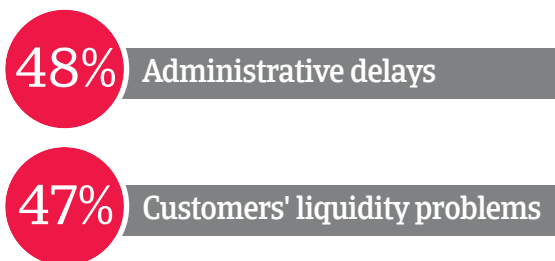 48% Administrative delays
47% Customers' liquidity problems